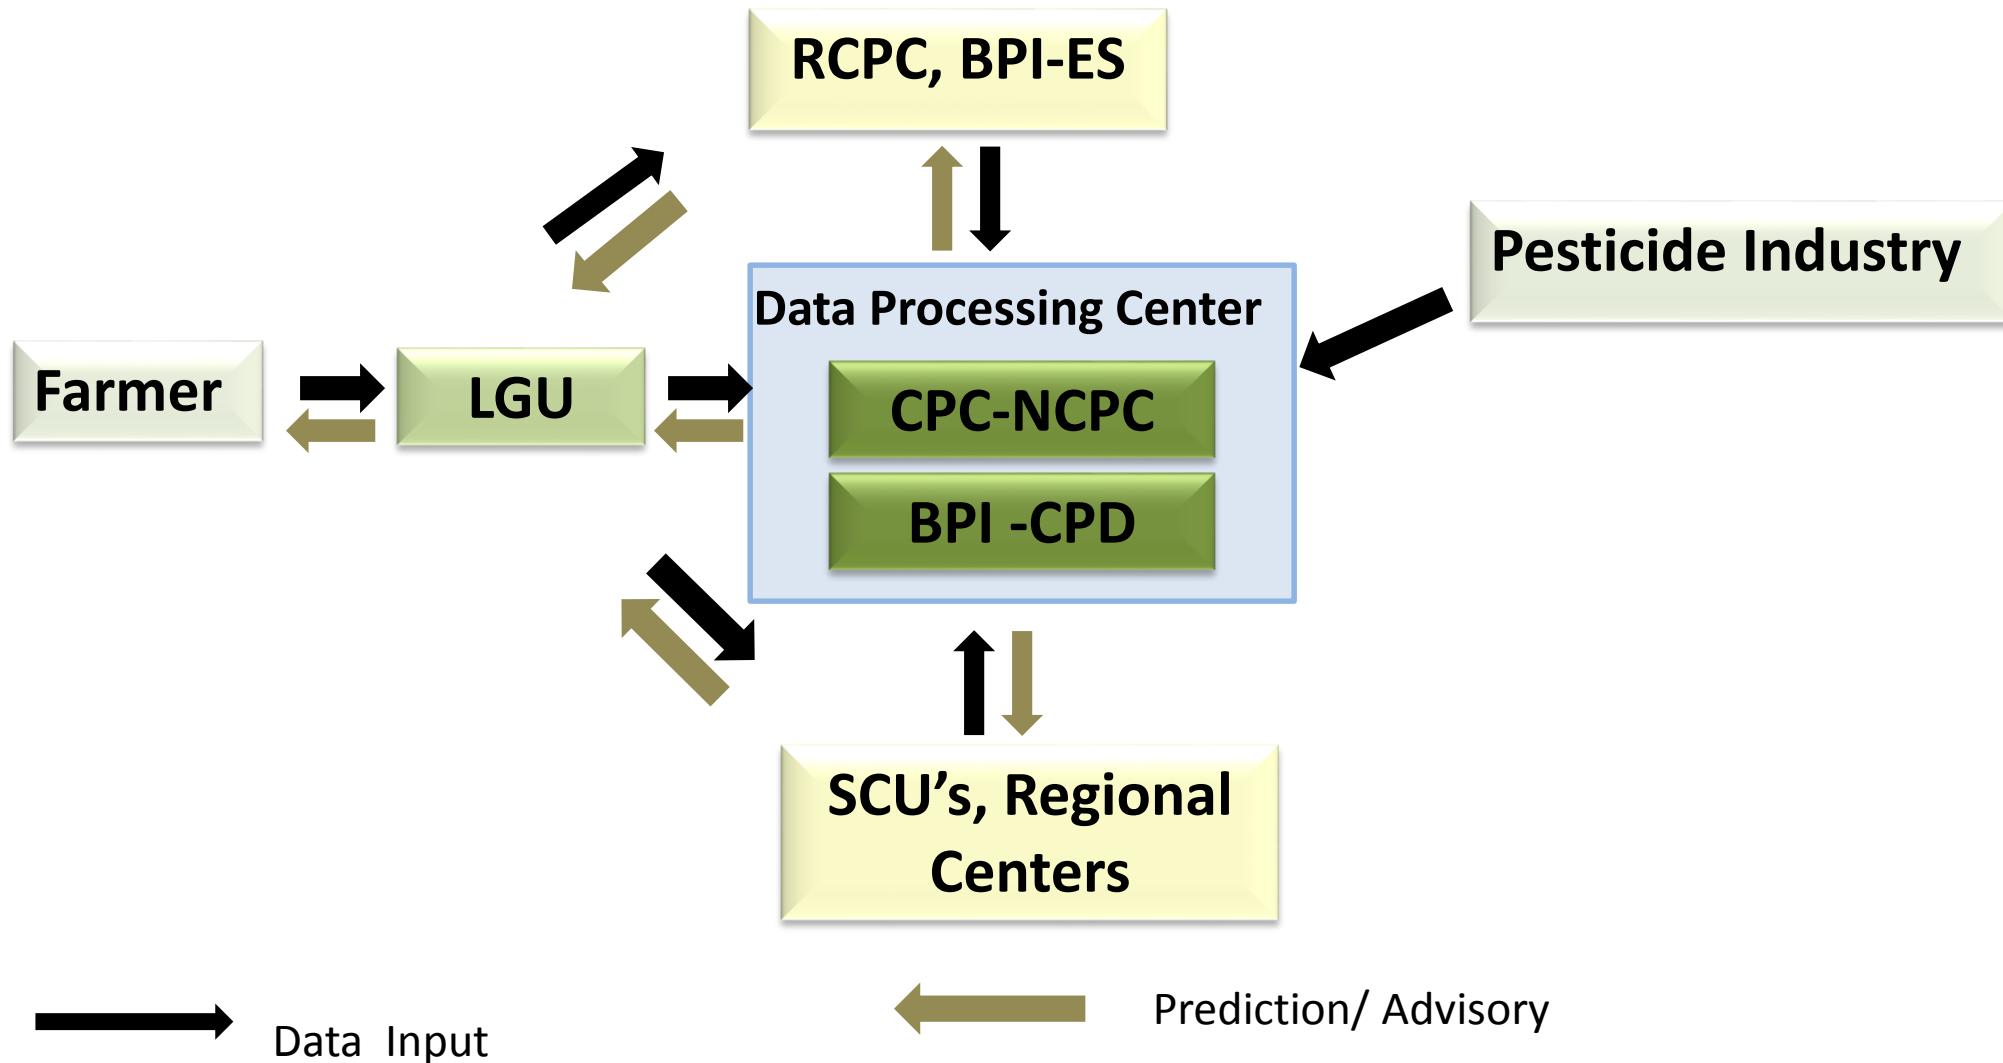 RCPC, BPI-ES
Pesticide Industry
Data Processing Center
Farmer
LGU
CPC-NCPC
BPI -CPD
SCU’s, Regional
Centers
Data  Input
Prediction/ Advisory